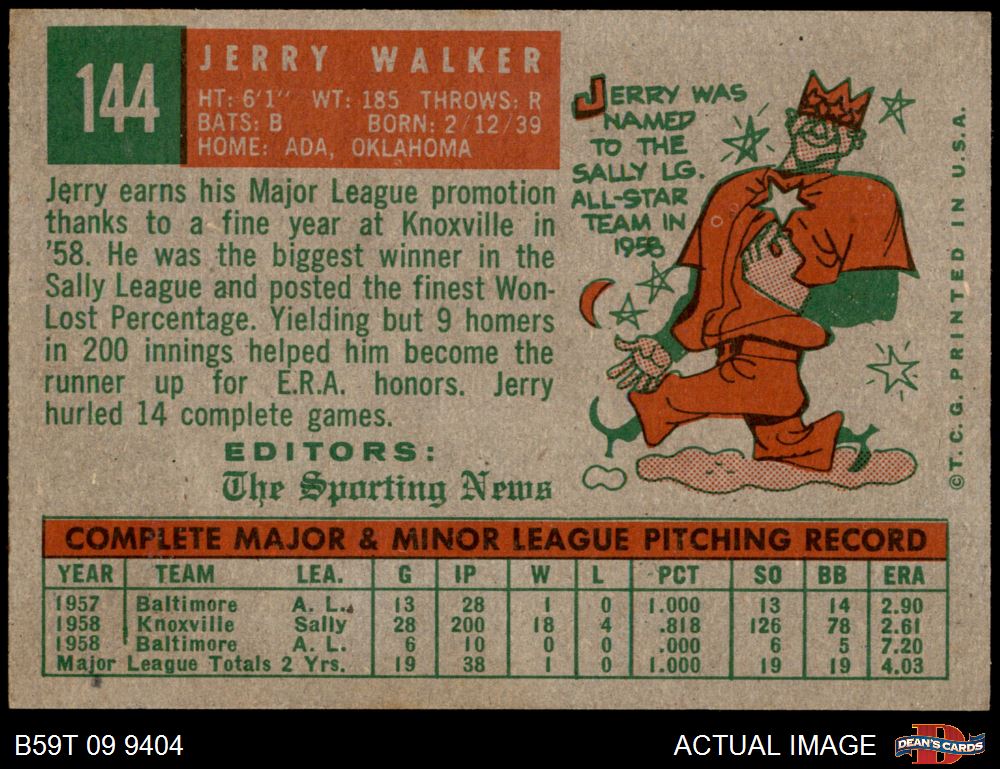 144
JERRY WALKER
HT: 6'1" WT: 185 THROWS: R
BATS: B BORN: 2/12/39
HOME: ADA, OKLAHOMA
Jerry earns his Major League promotion
thanks to a fine year at Knoxville in
'58. He was the biggest winner in the
Sally League and posted the finest Won-
Lost Percentage. Yielding but 9 homers
in 200 innings helped him become the
runner up for E.R.A. honors. Jerry
hurled 14 complete games.
EDITORS:
The Sporting News
JERRY WAS
NAMED
TO THE
SALLY LG.
ALL-STAR
TEAM IN
1958
©T.C.G. PRINTED IN U.S.A.
COMPLETE MAJOR & MINOR LEAGUE PITCHING RECORD
YEAR TEAM LEA. G IP W L PCT SO BB ERA
1957 Baltimore A. L. 13 28 1 0 1.000 13 14 2.90
1958 Knoxville Sally 28 200 18 4 .818 126 78 2.61
1958 Baltimore A. L. 6 10 0 0 .000 6 5 7.20
Major League Totals 2 Yrs. 19 38 1 0 1.000 19 19 4.03
B59T 09 9404
ACTUAL IMAGE
DEAN'S CARDS